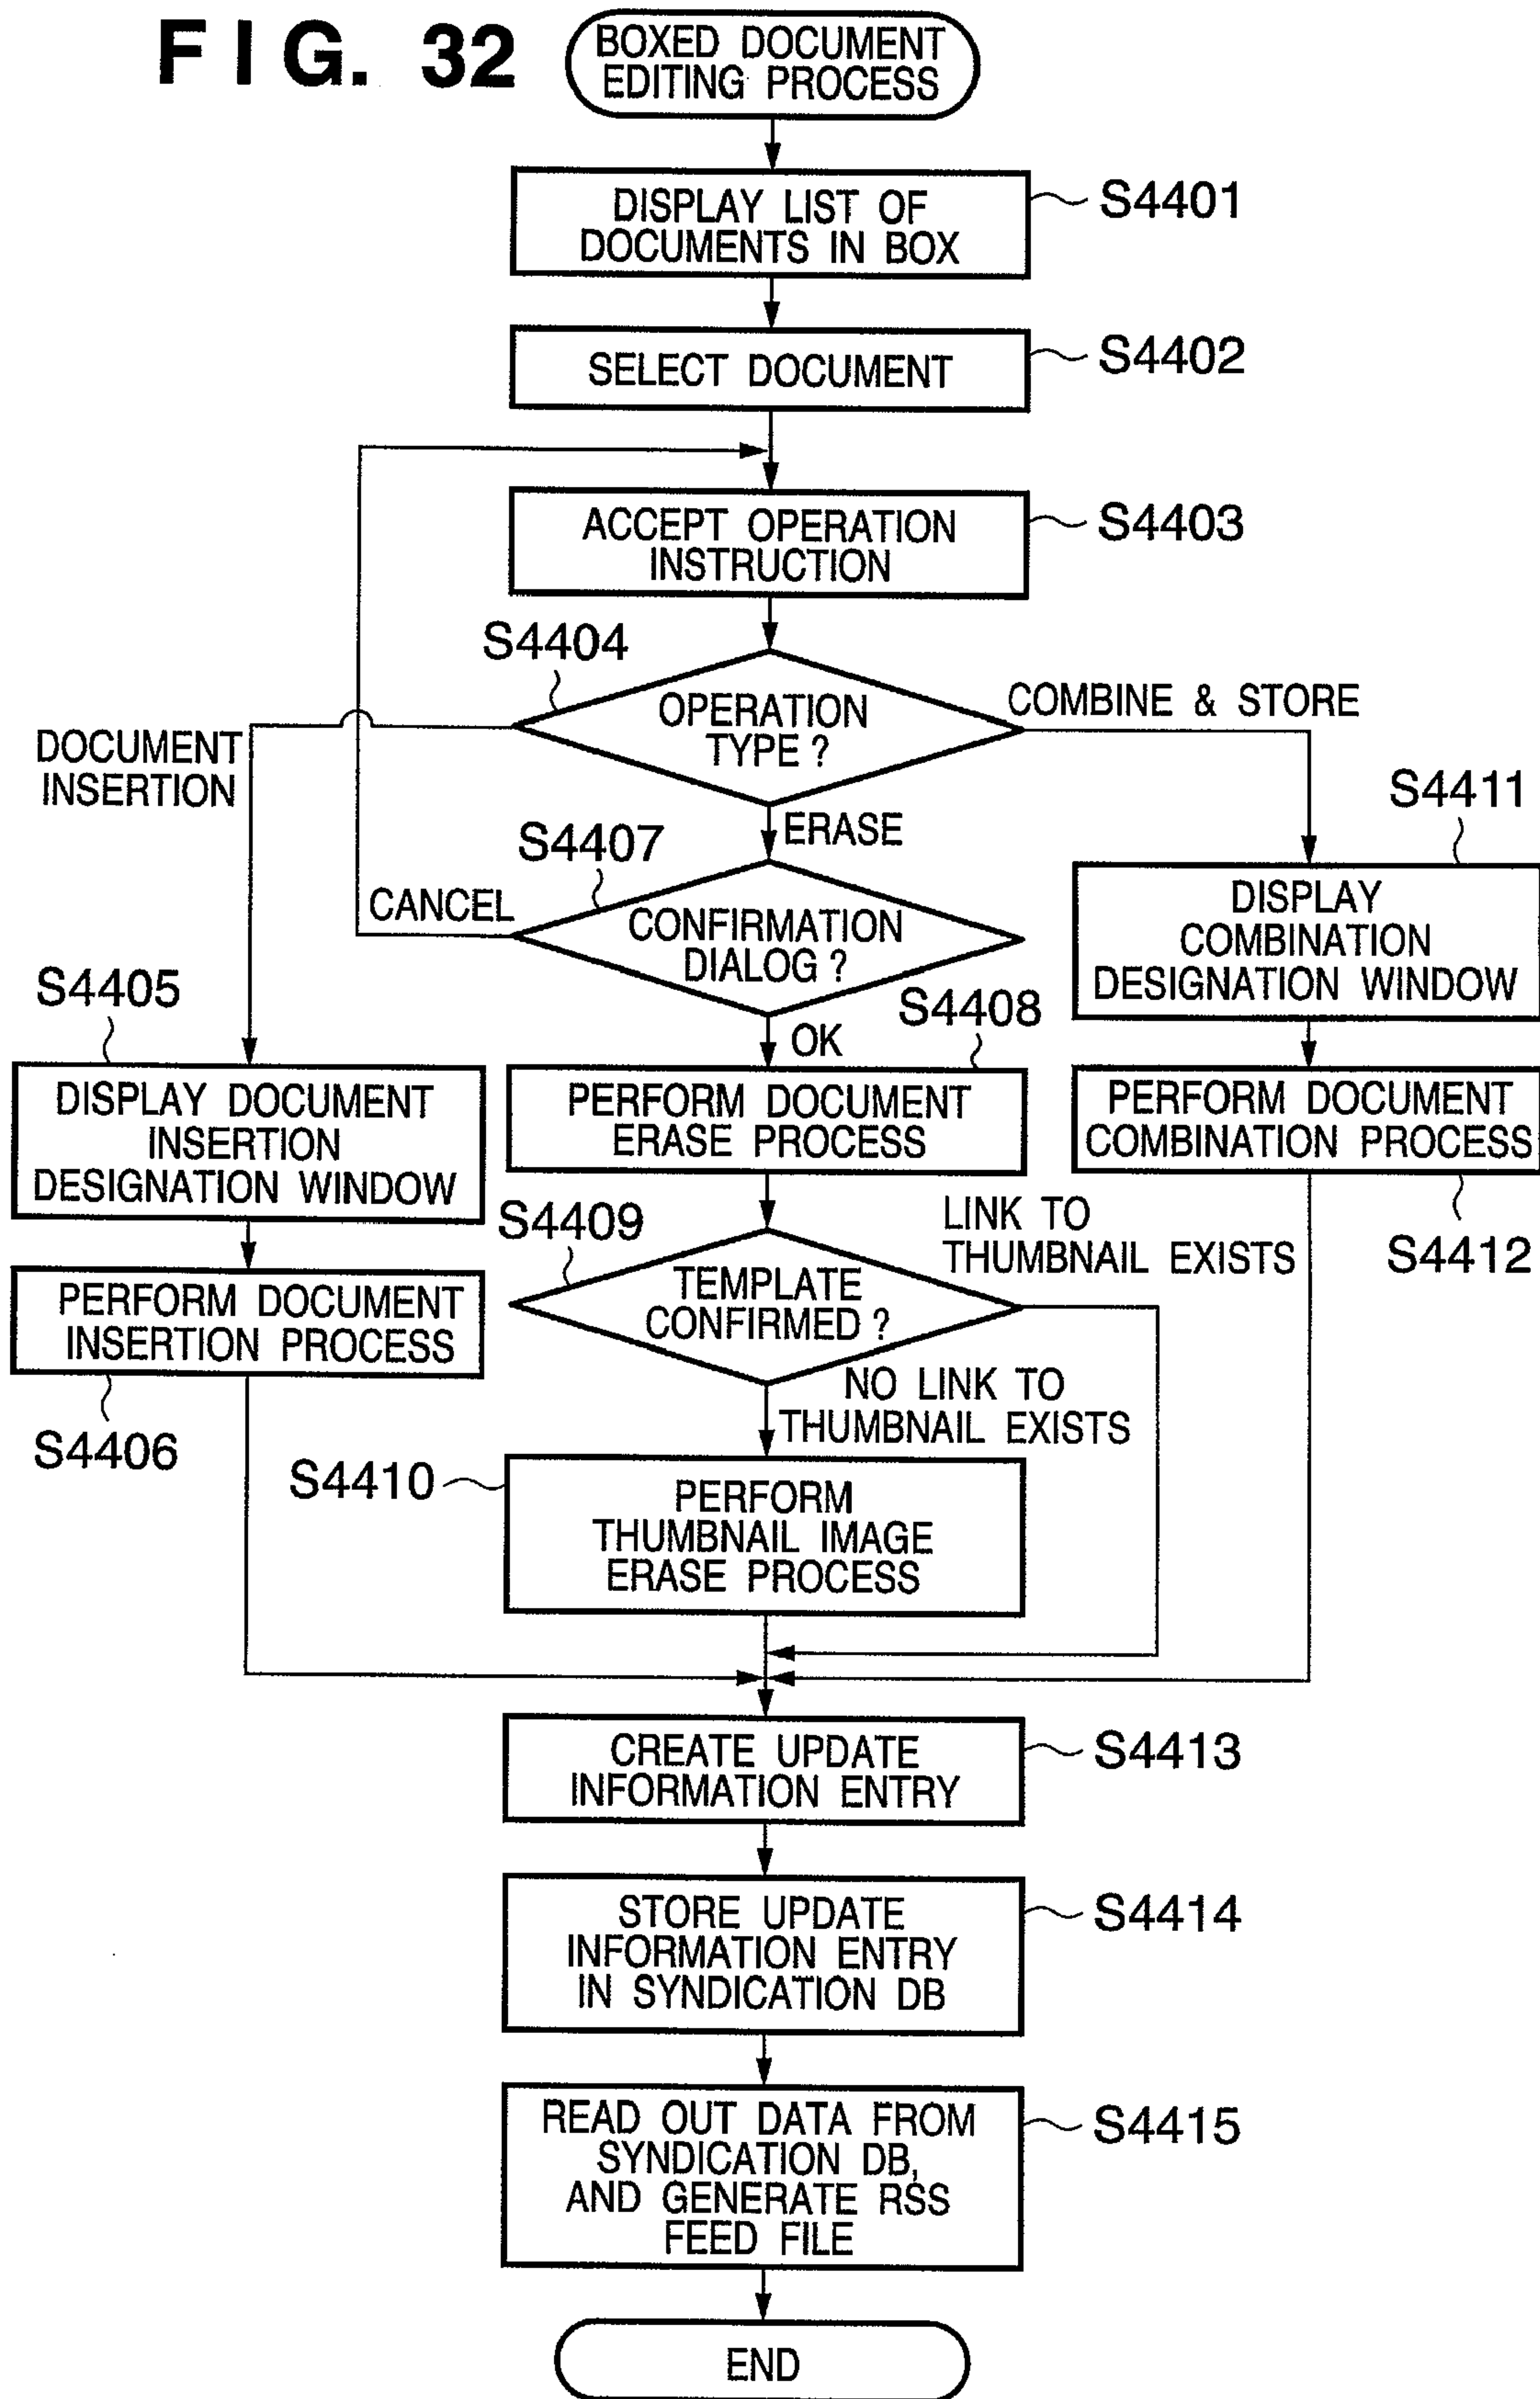 FIG. 32
BOXED DOCUMENT
EDITING PROCESS
DISPLAY LIST OF
DOCUMENTS IN BOX
S4401
SELECT DOCUMENT
S4402
ACCEPT OPERATION
INSTRUCTION
S4403
S4404
OPERATION
TYPE ?
COMBINE & STORE
DOCUMENT
INSERTION
ERASE
S4407
CANCEL
CONFIRMATION
DIALOG ?
S4411
DISPLAY
COMBINATION
DESIGNATION WINDOW
S4405
OK
S4408
DISPLAY DOCUMENT
INSERTION
DESIGNATION WINDOW
PERFORM DOCUMENT
ERASE PROCESS
PERFORM DOCUMENT
COMBINATION PROCESS
S4412
S4409
LINK TO
THUMBNAIL EXISTS
TEMPLATE
CONFIRMED ?
PERFORM DOCUMENT
INSERTION PROCESS
S4406
NO LINK TO
THUMBNAIL EXISTS
S4410
PERFORM
THUMBNAIL IMAGE
ERASE PROCESS
CREATE UPDATE
INFORMATION ENTRY
S4413
STORE UPDATE
INFORMATION ENTRY
IN SYNDICATION DB
S4414
READ OUT DATA FROM
SYNDICATION DB,
AND GENERATE RSS
FEED FILE
S4415
END